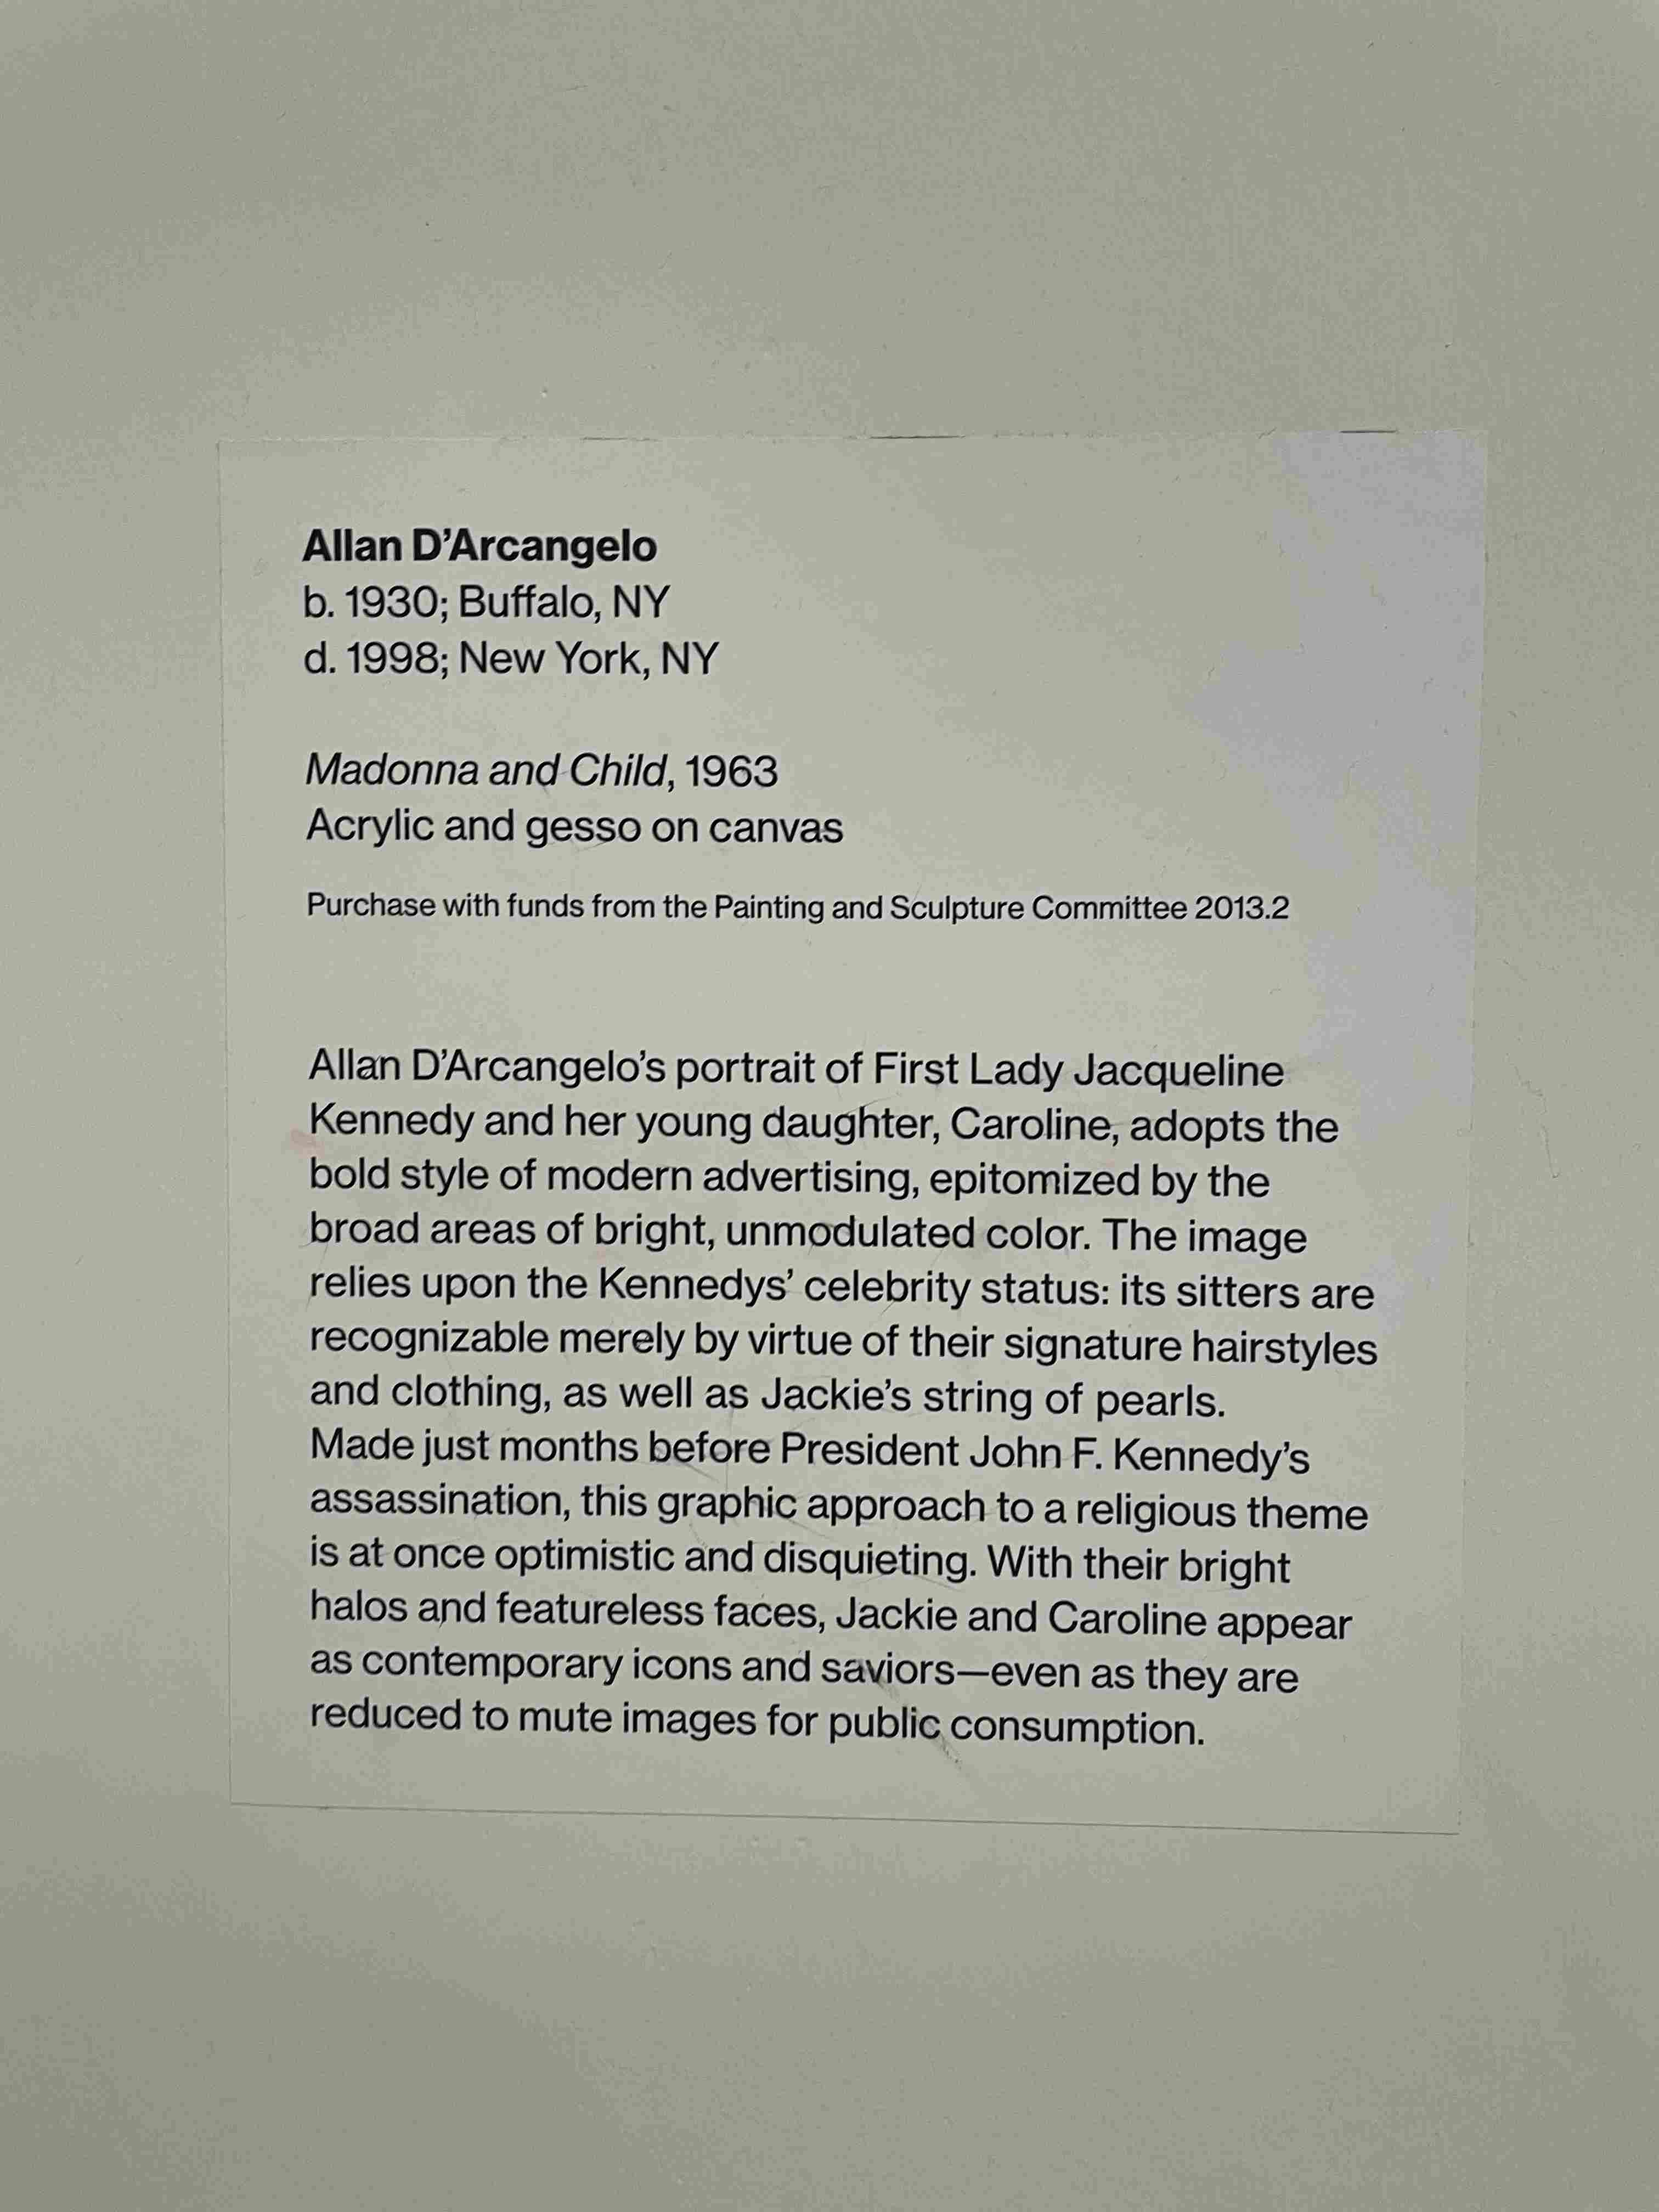 Allan D’Arcangelo
b. 1930; Buffalo, NY
d. 1998; New York, NY
Madonna and Child, 1963
Acrylic and gesso on canvas
Purchase with funds from the Painting and Sculpture Committee 2013.2
Allan D’Arcangelo’s portrait of First Lady Jacqueline
Kennedy and her young daughter, Caroline, adopts the
bold style of modern advertising, epitomized by the
broad areas of bright, unmodulated color. The image
relies upon the Kennedys’ celebrity status: its sitters are
recognizable merely by virtue of their signature hairstyles
and clothing, as well as Jackie’s string of pearls.
Made just months before President John F. Kennedy’s
assassination, this graphic approach to a religious theme
is at once optimistic and disquieting. With their bright
halos and featureless faces, Jackie and Caroline appear
as contemporary icons and saviors—even as they are
reduced to mute images for public consumption.